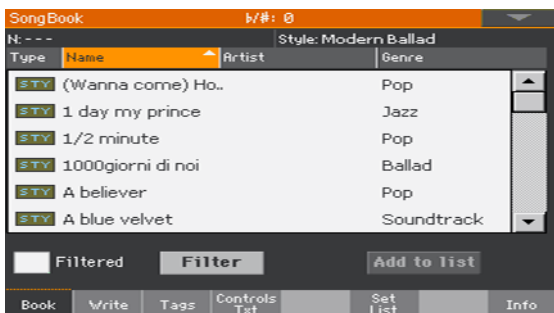 SongBook ♭/#: 0
N:--- Style: Modern Ballad
Type Name Artist Genre
STY (Wanna come) Ho.. Pop
STY 1 day my prince Jazz
STY 1/2 minute Pop
STY 1000giorni di noi Ballad
STY A believer Pop
STY A blue velvet Soundtrack
Filtered Filter Add to list
Book Write Tags Controls Txt Set List Info